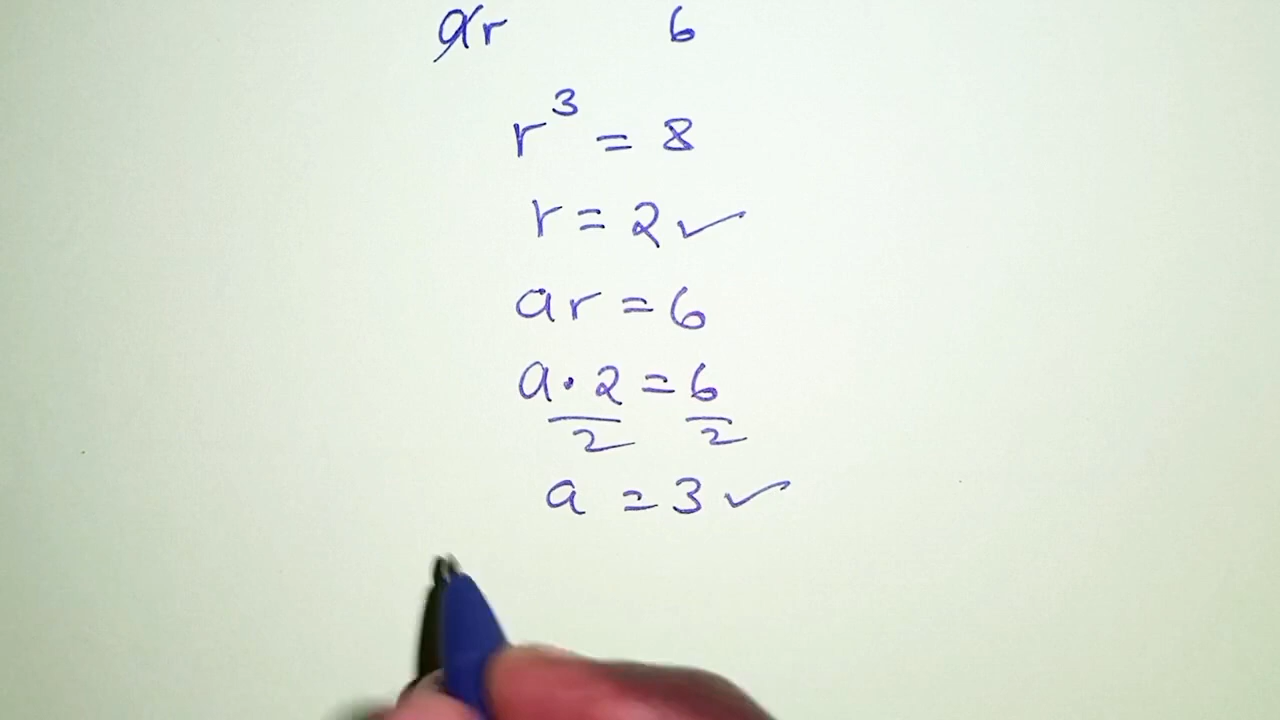 ar 6
r³ = 8
r = 2 ✓
ar = 6
a · 2 = 6
2 2
a = 3 ✓